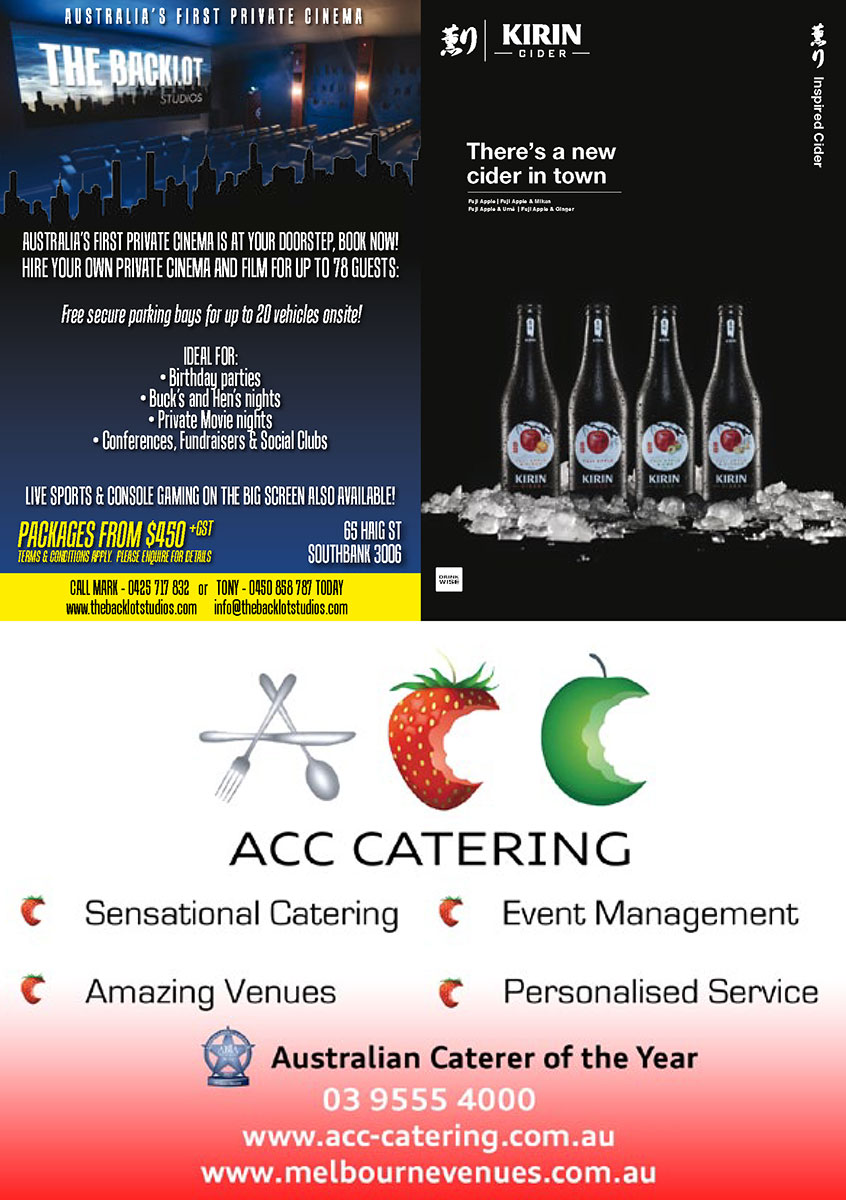 AUSTRALIA'S FIRST PRIVATE CINEMA
THE BACKLOT
STUDIOS
AUSTRALIA'S FIRST PRIVATE CINEMA IS AT YOUR DOORSTEP, BOOK NOW!
HIRE YOUR OWN PRIVATE CINEMA AND FILM FOR UP TO 78 GUESTS:
Free secure parking bays for up to 20 vehicles onsite!
IDEAL FOR:
• Birthday parties
• Buck's and Hen's nights
• Private Movie nights
• Conferences, Fundraisers & Social Clubs
LIVE SPORTS & CONSOLE GAMING ON THE BIG SCREEN ALSO AVAILABLE!
PACKAGES FROM $450 +GST
TERMS & CONDITIONS APPLY. PLEASE ENQUIRE FOR DETAILS
65 HAIG ST
SOUTHBANK 3006
CALL MARK - 0425 717 832 or TONY - 0450 858 787 TODAY
www.thebacklotstudios.com info@thebacklotstudios.com
薫り KIRIN
CIDER
薫り Inspired Cider
There's a new
cider in town
Fuji Apple | Fuji Apple & Mikan
Fuji Apple & Umé | Fuji Apple & Ginger
KIRIN
KIRIN
KIRIN
KIRIN
DRINK
WISE
ACC CATERING
Sensational Catering
Event Management
Amazing Venues
Personalised Service
Australian Caterer of the Year
03 9555 4000
www.acc-catering.com.au
www.melbournevenues.com.au